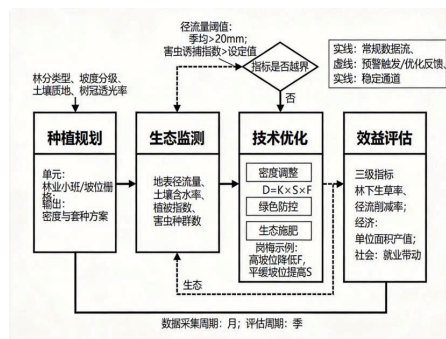 径流量阈值:
季均>20mm;
害虫诱捕指数>设定值
指标是否越界
否
实线：常规数据流、
虚线：预警触发/优化反馈、
实线：稳定通道
林分类型、坡度分级、
土壤质地、树冠透光率
种植规划
单元:
林业小班/坡位栅
格:
输出:
密度与套种方案
生态监测
地表径流量、
土壤含水率、
植被指数、
害虫种群数
技术优化
密度调整
D=K×S×F
绿色防控
生态施肥
岗梅示例：
高坡位降低F，
平缓坡位提高S
效益评估
三级指标
林下生草率、
径流削减率；
经济：
单位面积产值；
社会：就业带动
生态
数据采集周期：月；评估周期：季